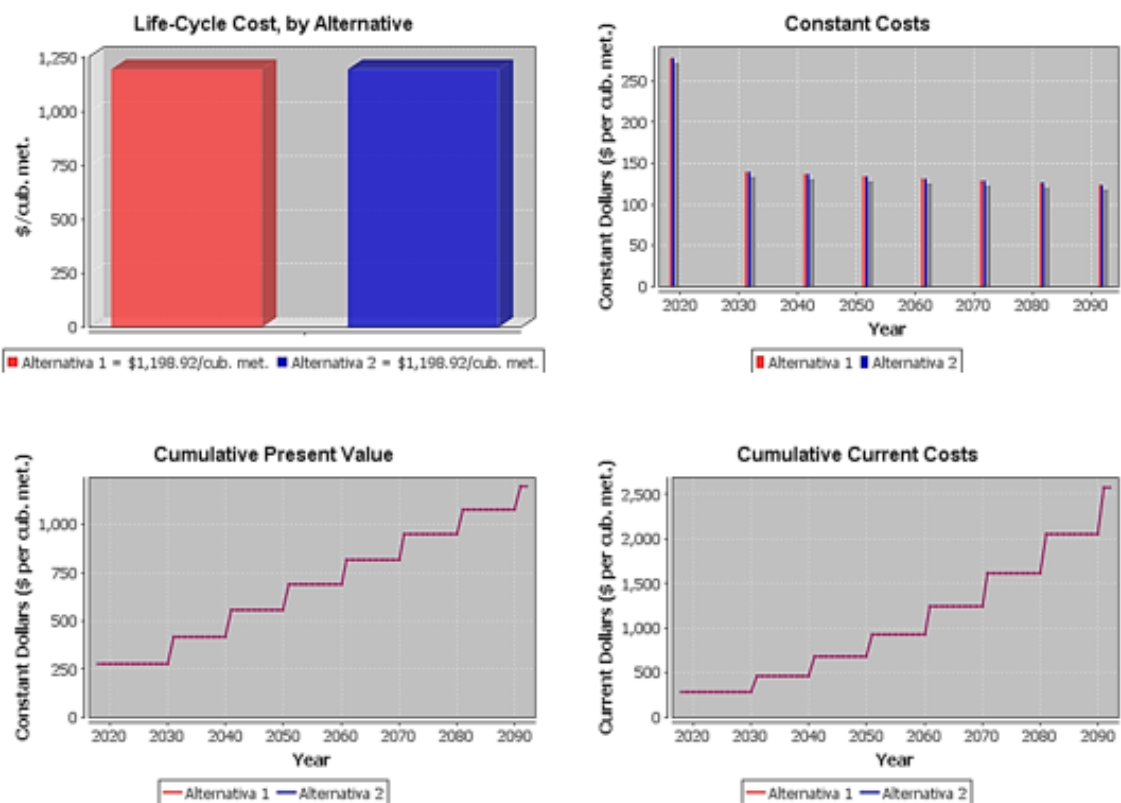 Life-Cycle Cost, by Alternative
$/cub. met.
1,250
1,000
750
500
250
0
Alternativa 1 = $1,198.92/cub. met. Alternativa 2 = $1,198.92/cub. met.
Constant Costs
Constant Dollars ($ per cub. met.)
250
200
150
100
50
0
2020 2030 2040 2050 2060 2070 2080 2090
Year
Alternativa 1 Alternativa 2
Cumulative Present Value
Constant Dollars ($ per cub. met.)
1,000
750
500
250
0
2020 2030 2040 2050 2060 2070 2080 2090
Year
Alternativa 1 Alternativa 2
Cumulative Current Costs
Current Dollars ($ per cub. met.)
2,500
2,000
1,500
1,000
500
0
2020 2030 2040 2050 2060 2070 2080 2090
Year
Alternativa 1 Alternativa 2